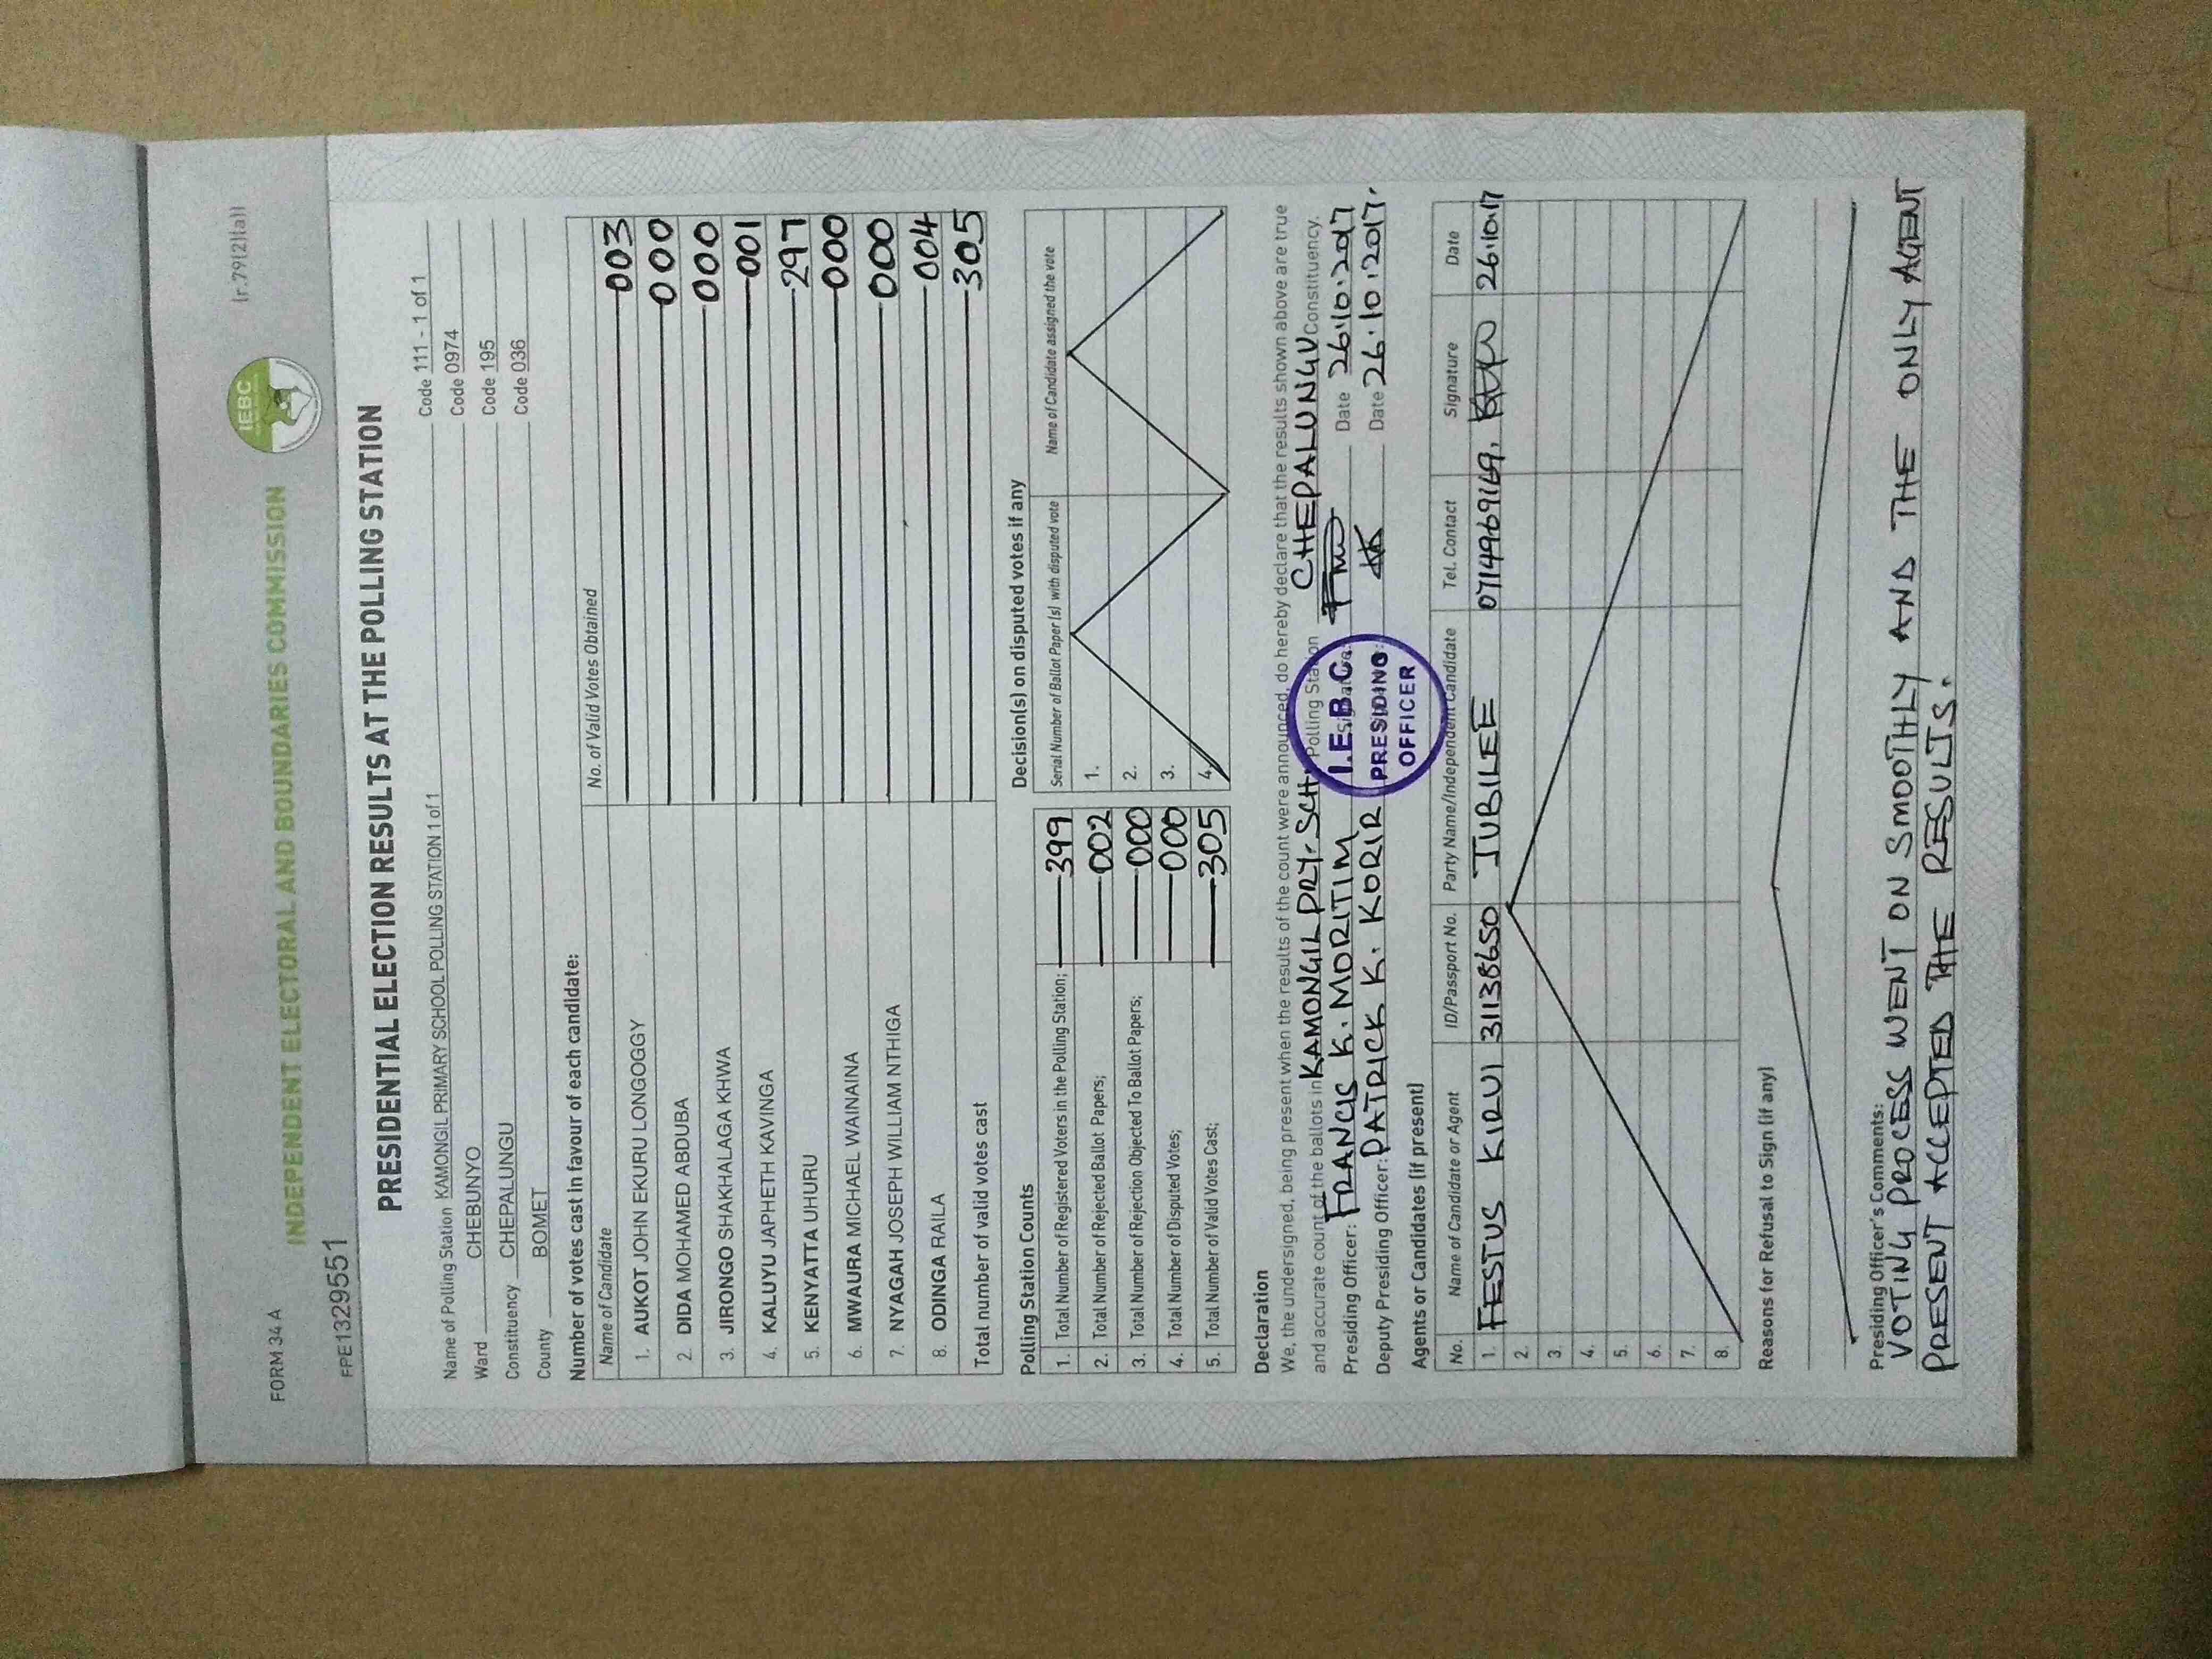 FORM 34 A
INDEPENDENT ELECTORAL AND BOUNDARIES COMMISSION
IEBC
(r.79(2)(a))
FPE1329551
PRESIDENTIAL ELECTION RESULTS AT THE POLLING STATION
Name of Polling Station KAMONGIL PRIMARY SCHOOL POLLING STATION 1 of 1 Code 111 - 1 of 1
Ward CHEBUNYO Code 0974
Constituency CHEPALUNGU Code 195
County BOMET Code 036
Number of votes cast in favour of each candidate:
Name of Candidate No. of Valid Votes Obtained
1. AUKOT JOHN EKURU LONGOGGY 003
2. DIDA MOHAMED ABDUBA 000
3. JIRONGO SHAKHALAGA KHWA 000
4. KALUYU JAPHETH KAVINGA 001
5. KENYATTA UHURU 297
6. MWAURA MICHAEL WAINAINA 000
7. NYAGAH JOSEPH WILLIAM NTHIGA 000
8. ODINGA RAILA 004
Total number of valid votes cast 305
Polling Station Counts
1. Total Number of Registered Voters in the Polling Station; 399
2. Total Number of Rejected Ballot Papers; 002
3. Total Number of Rejection Objected To Ballot Papers; 000
4. Total Number of Disputed Votes; 000
5. Total Number of Valid Votes Cast; 305
Decision(s) on disputed votes if any
Serial Number of Ballot Paper (s) with disputed vote Name of Candidate assigned the vote
1.
2.
3.
4.
Declaration
We, the undersigned, being present when the results of the count were announced, do hereby declare that the results shown above are true
and accurate count of the ballots in KAMONGIL PRY. SCH. Polling Station CHEPALUNGU Constituency.
Presiding Officer: FRANCIS K. MORITIM Date 26.10.2017
Deputy Presiding Officer: PATRICK K. KORIR Date 26.10.2017.
I.E.B.C.
PRESIDING
OFFICER
Agents or Candidates (if present)
No. Name of Candidate or Agent ID/Passport No. Party Name/Independent Candidate Tel. Contact Signature Date
1. FESTUS KIRUI 31138650 JUBILEE 0714969169. 26.10.17
2.
3.
4.
5.
6.
7.
8.
Reasons for Refusal to Sign (if any)
Presiding Officer's Comments:
VOTING PROCESS WENT ON SMOOTHLY AND THE ONLY AGENT
PRESENT ACCEPTED THE RESULTS.